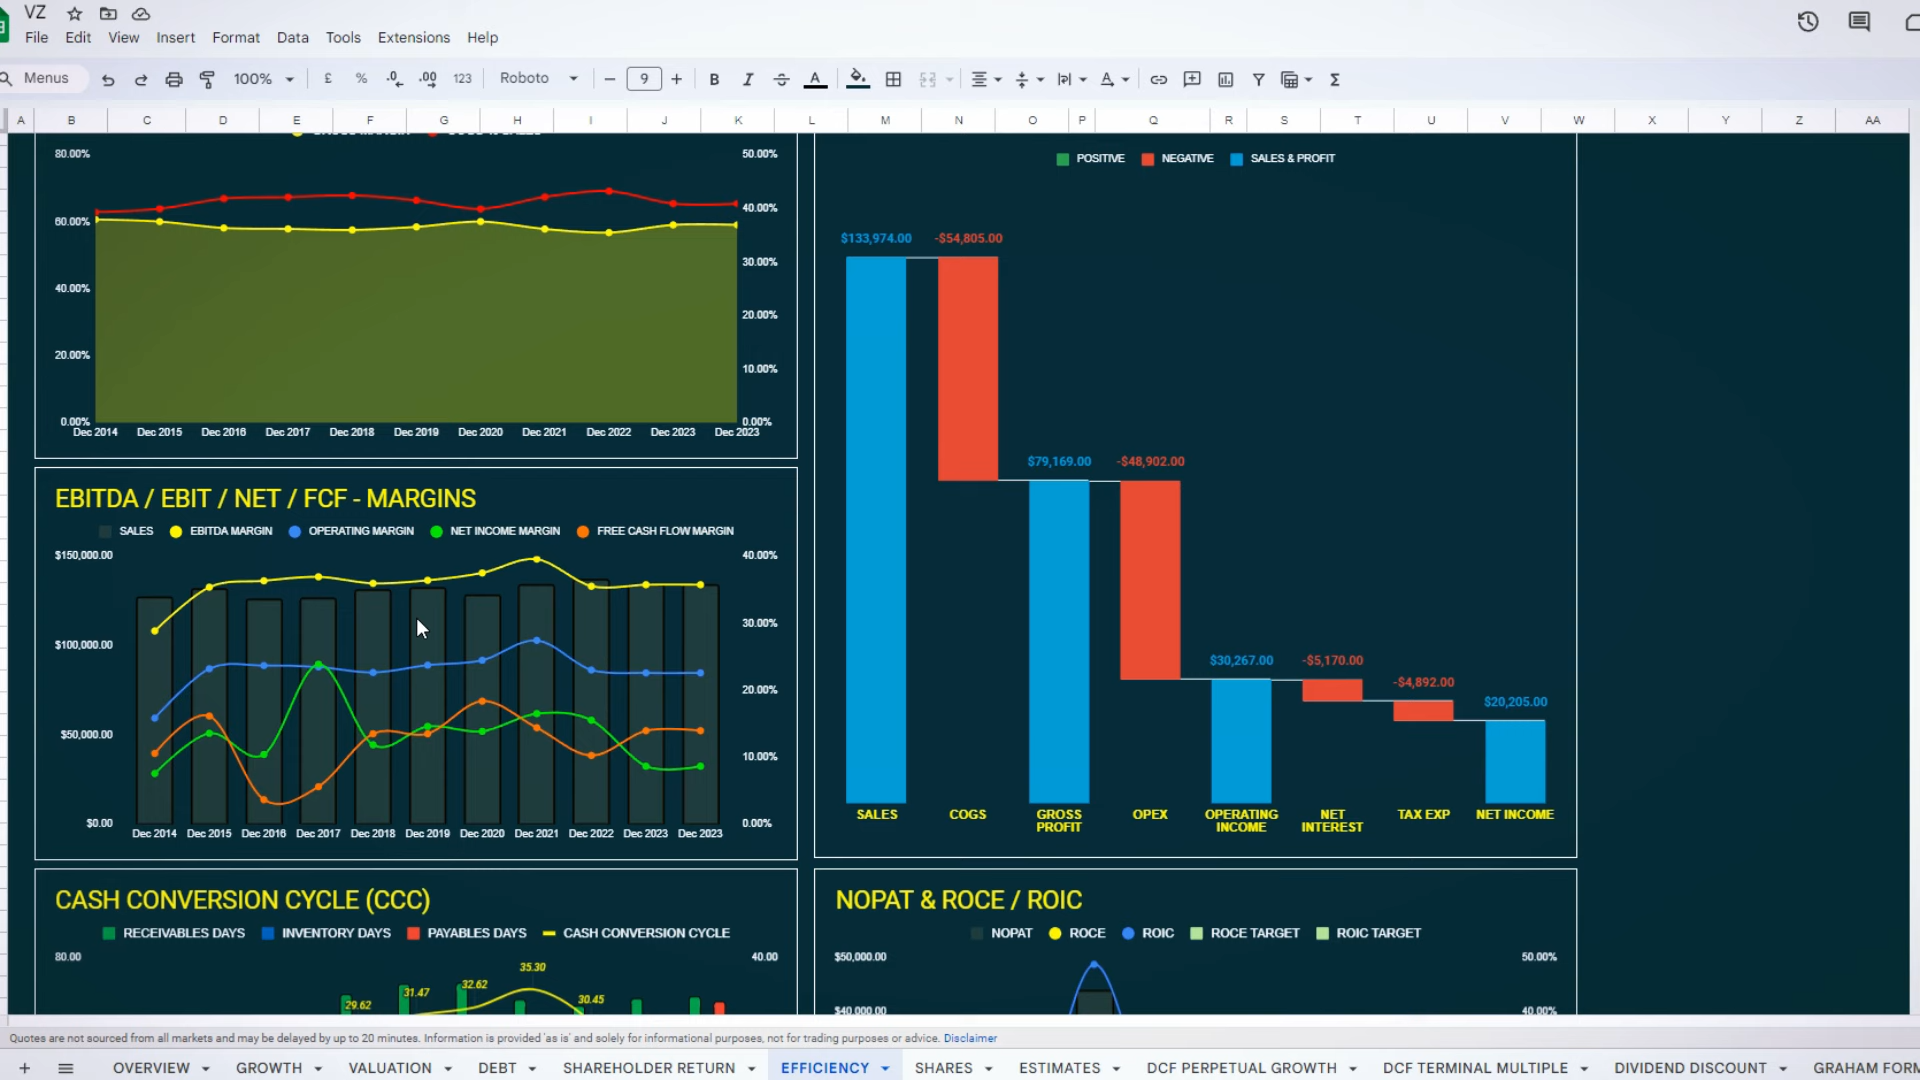 VZ
File Edit View Insert Format Data Tools Extensions Help
Menus 100% £ % .0 .00 123 Roboto 9 B I A Σ
A B C D E F G H I J K L M N O P Q R S T U V W X Y Z AA
80.00% 50.00%
60.00% 40.00%
40.00% 30.00%
20.00%
20.00% 10.00%
0.00% 0.00%
Dec 2014 Dec 2015 Dec 2016 Dec 2017 Dec 2018 Dec 2019 Dec 2020 Dec 2021 Dec 2022 Dec 2023 Dec 2023
POSITIVE NEGATIVE SALES & PROFIT
$133,974.00 -$54,805.00
$79,169.00 -$48,902.00
$30,267.00 -$5,170.00
-$4,892.00
$20,205.00
SALES COGS GROSS PROFIT OPEX OPERATING INCOME NET INTEREST TAX EXP NET INCOME
EBITDA / EBIT / NET / FCF - MARGINS
SALES EBITDA MARGIN OPERATING MARGIN NET INCOME MARGIN FREE CASH FLOW MARGIN
$150,000.00 40.00%
30.00%
$100,000.00
20.00%
$50,000.00
10.00%
$0.00 0.00%
Dec 2014 Dec 2015 Dec 2016 Dec 2017 Dec 2018 Dec 2019 Dec 2020 Dec 2021 Dec 2022 Dec 2023 Dec 2023
CASH CONVERSION CYCLE (CCC)
RECEIVABLES DAYS INVENTORY DAYS PAYABLES DAYS CASH CONVERSION CYCLE
80.00 40.00
29.62 31.47 32.62 35.30 30.45
NOPAT & ROCE / ROIC
NOPAT ROCE ROIC ROCE TARGET ROIC TARGET
$50,000.00 50.00%
$40,000.00 40.00%
Quotes are not sourced from all markets and may be delayed by up to 20 minutes. Information is provided 'as is' and solely for informational purposes, not for trading purposes or advice. Disclaimer
+ OVERVIEW GROWTH VALUATION DEBT SHAREHOLDER RETURN EFFICIENCY SHARES ESTIMATES DCF PERPETUAL GROWTH DCF TERMINAL MULTIPLE DIVIDEND DISCOUNT GRAHAM FORM